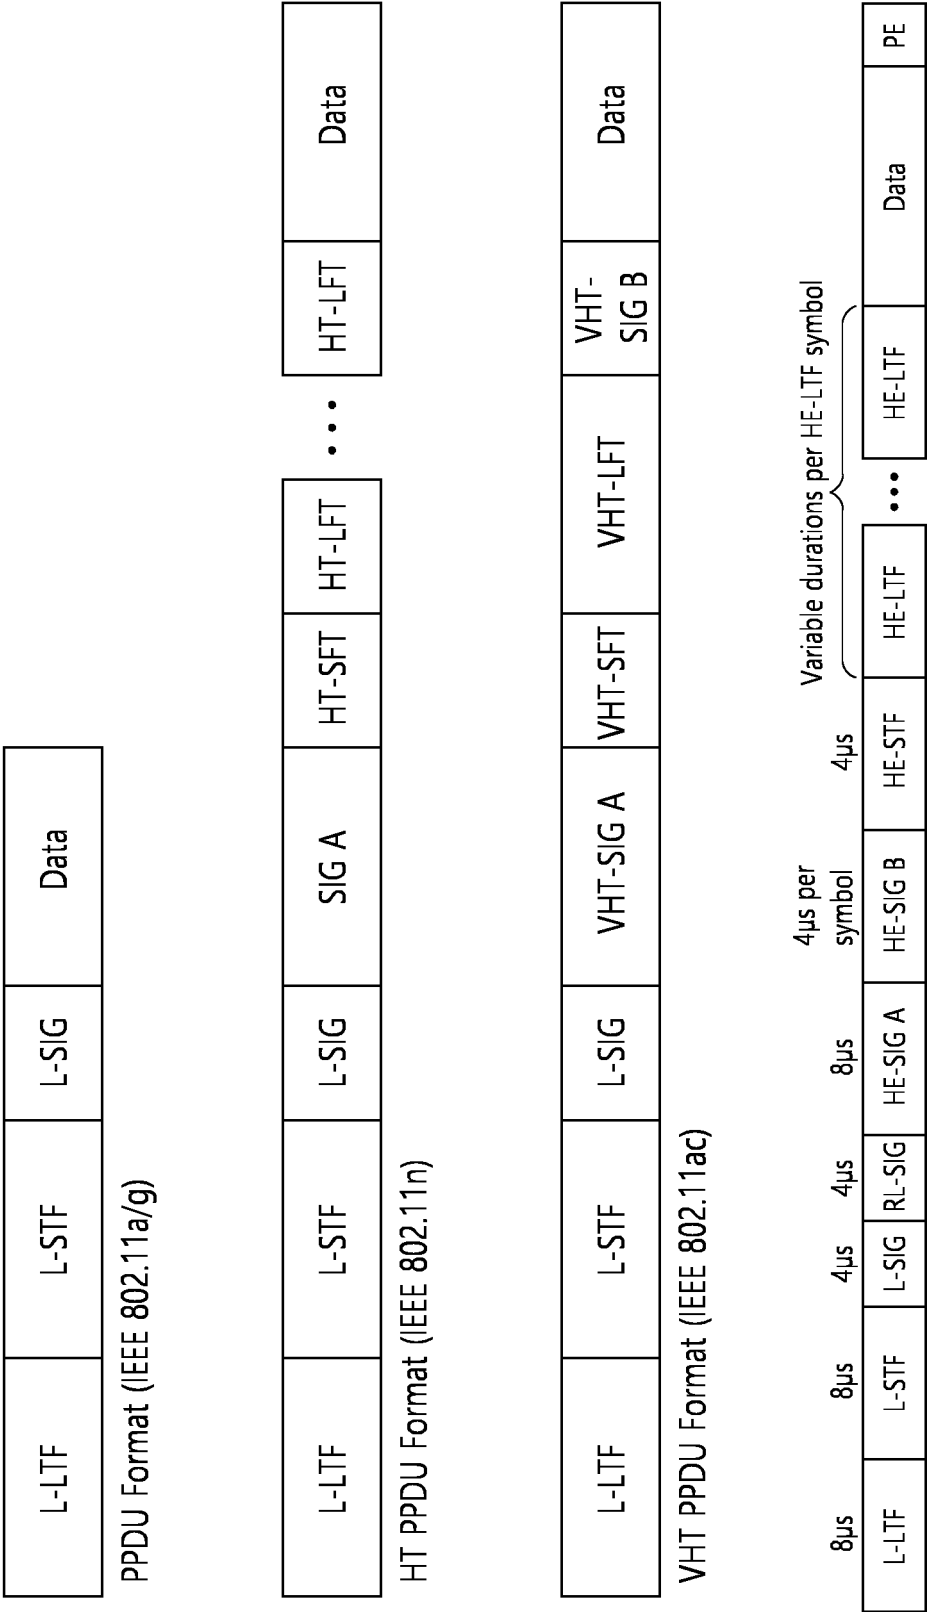 L-LTF
L-STF
L-SIG
Data
PPDU Format (IEEE 802.11a/g)
L-LTF
L-STF
L-SIG
SIG A
HT-SFT
HT-LFT
•••
HT-LFT
Data
HT PPDU Format (IEEE 802.11n)
L-LTF
L-STF
L-SIG
VHT-SIG A
VHT-SFT
VHT-LFT
VHT-
SIG B
Data
VHT PPDU Format (IEEE 802.11ac)
8µs
8µs
4µs
4µs
8µs
4µs per
symbol
4µs
Variable durations per HE-LTF symbol
L-LTF
L-STF
L-SIG
RL-SIG
HE-SIG A
HE-SIG B
HE-STF
HE-LTF
•••
HE-LTF
Data
PE